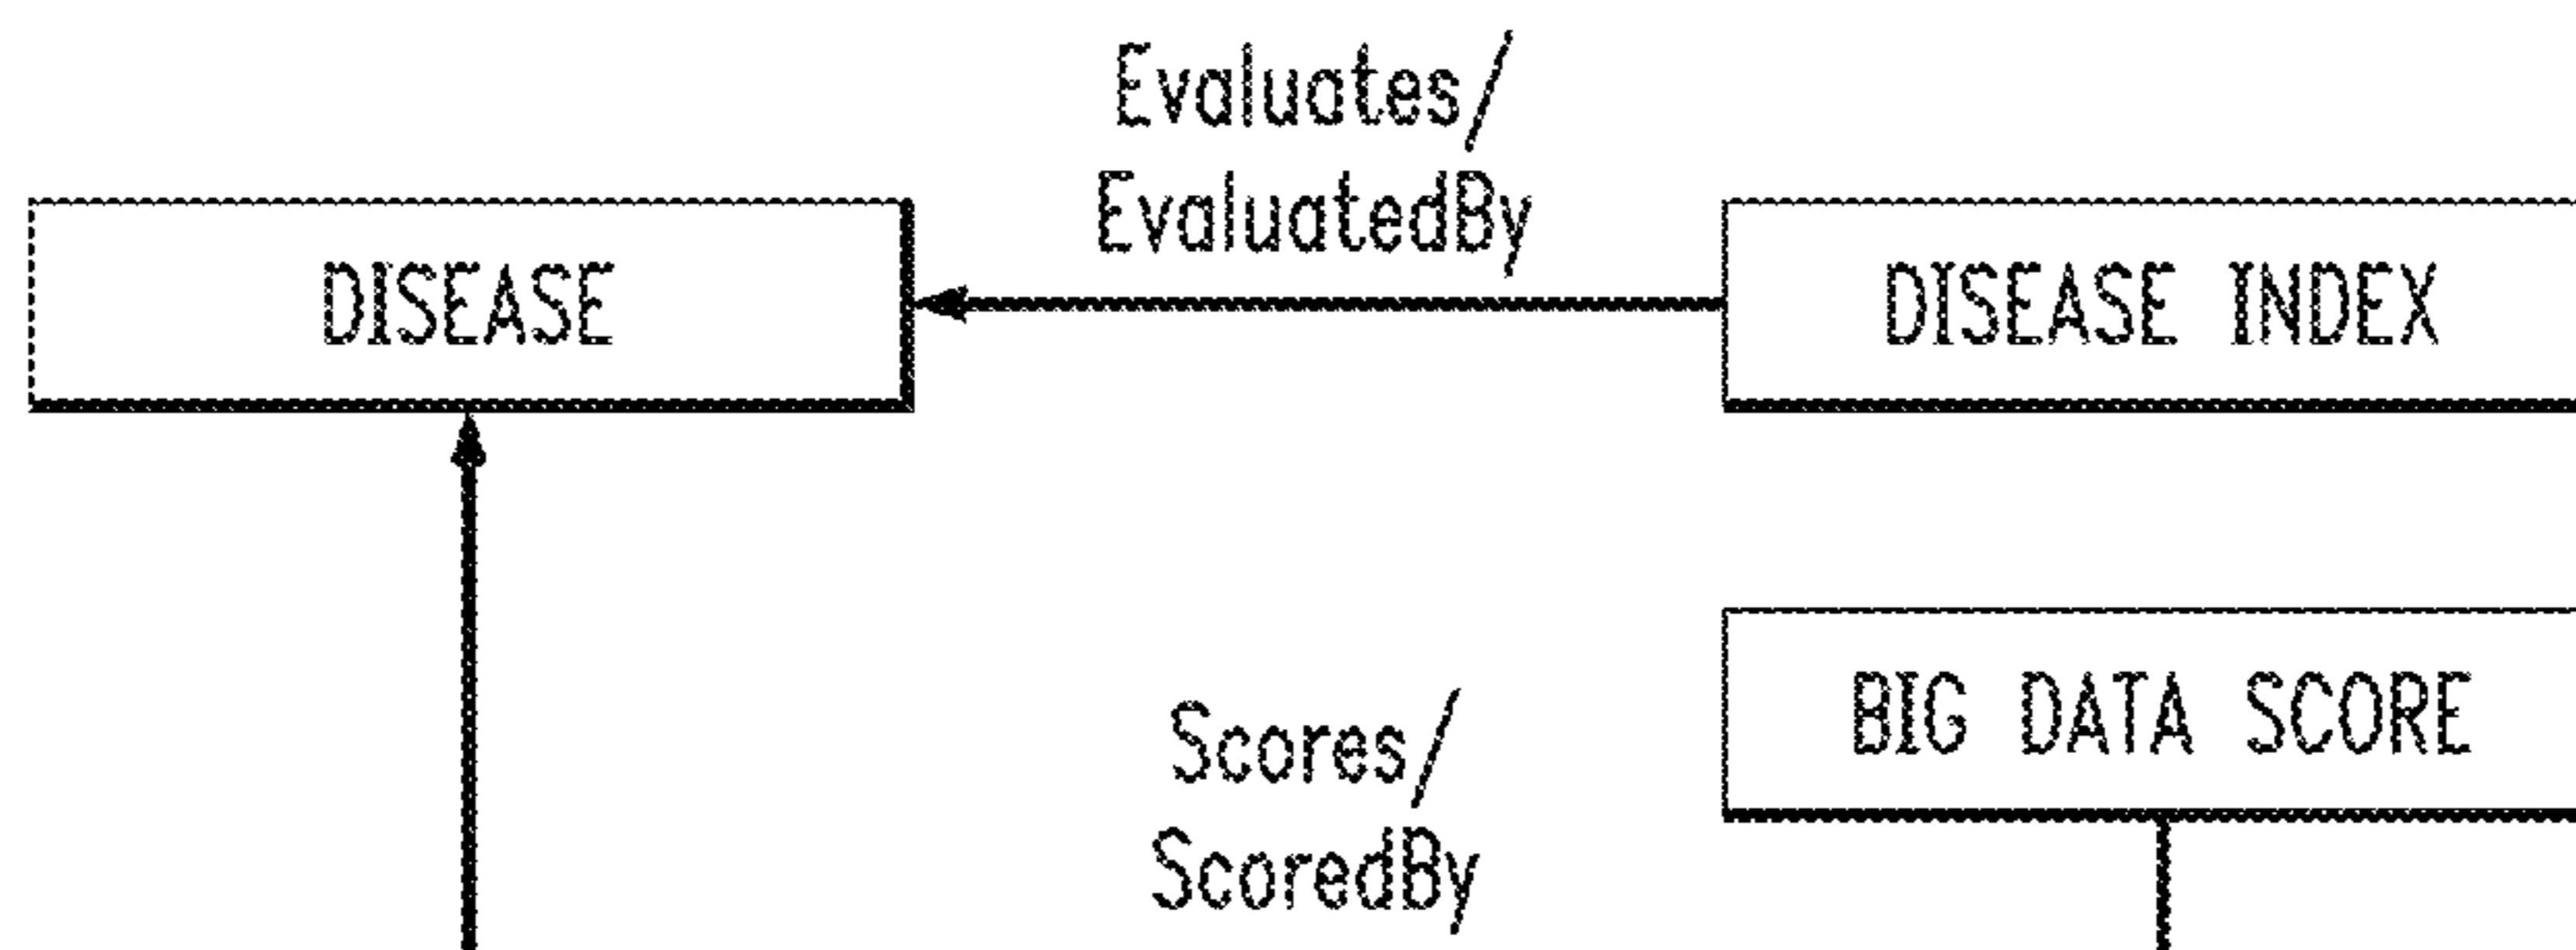 Evaluates/
EvaluatedBy
DISEASE
DISEASE INDEX
BIG DATA SCORE
Scores/
ScoredBy